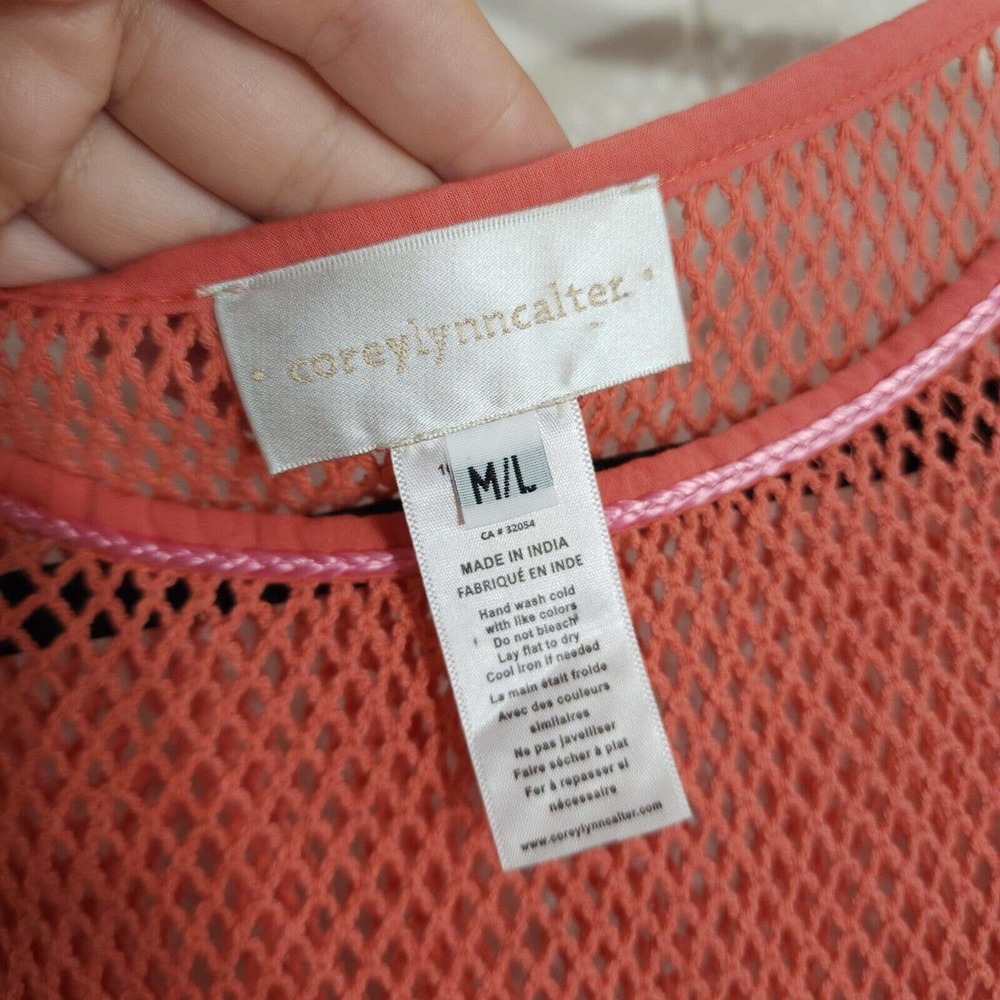 • coreylynncalter. •
M/L
CA # 32054
MADE IN INDIA
FABRIQUÉ EN INDE
Hand wash cold
with like colors
Do not bleach
Lay flat to dry
Cool iron if needed
La main était froide
Avec des couleurs
similaires
Ne pas javelliser
Faire sécher à plat
Fer à repasser si
nécessaire
www.coreylynncalter.com